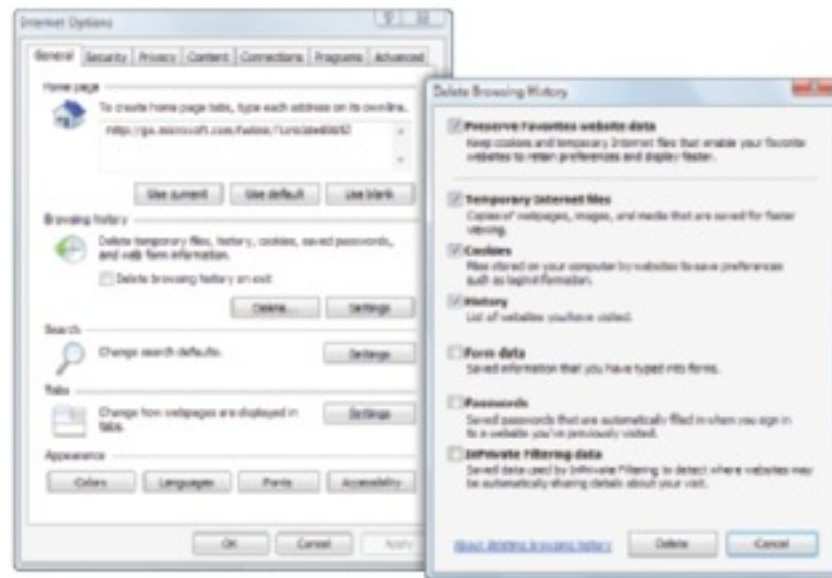 Internet Options
General Security Privacy Content Connections Programs Advanced
Home page
To create home page tabs, type each address on its own line.
http://go.microsoft.com/fwlink/
Use current Use default Use blank
Browsing history
Delete temporary files, history, cookies, saved passwords,
and web form information.
Delete browsing history on exit
Delete... Settings
Search
Change search defaults. Settings
Tabs
Change how webpages are displayed in
tabs.
Settings
Appearance
Colors Languages Fonts Accessibility
OK Cancel Apply
Delete Browsing History
Preserve Favorites website data
Keep cookies and temporary Internet files that enable your favorite
websites to retain preferences and display faster.
Temporary Internet files
Copies of webpages, images, and media that are saved for faster
viewing.
Cookies
Files stored on your computer by websites to save preferences
such as login information.
History
List of websites you have visited.
Form data
Saved information that you have typed into forms.
Passwords
Saved passwords that are automatically filled in when you sign in
to a website you've previously visited.
InPrivate Filtering data
Saved data used by InPrivate Filtering to detect where websites may
be automatically sharing details about your visit.
About deleting browsing history Delete Cancel